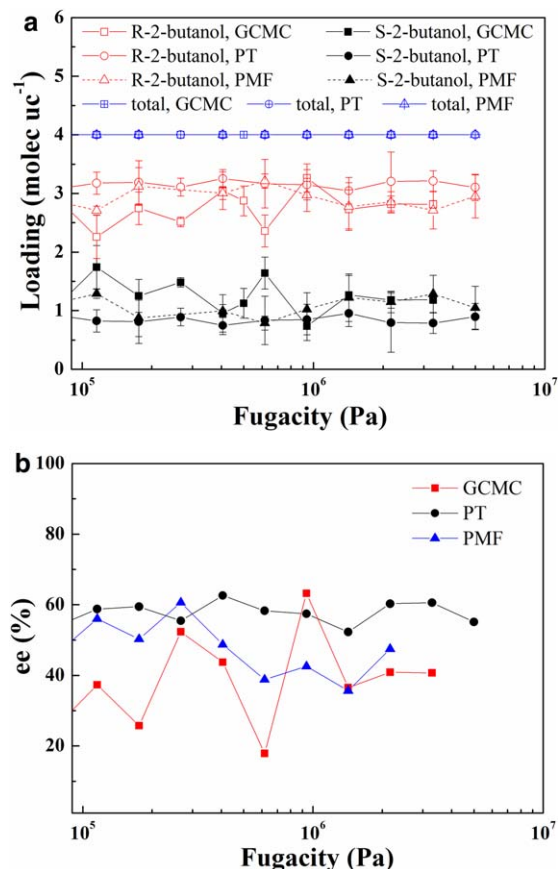 a
R-2-butanol, GCMC S-2-butanol, GCMC
R-2-butanol, PT S-2-butanol, PT
R-2-butanol, PMF S-2-butanol, PMF
total, GCMC total, PT total, PMF
6
5
4
3
2
1
0
Loading (molec uc⁻¹)
10⁵ 10⁶ 10⁷
Fugacity (Pa)
b
100
80
60
40
20
ee (%)
GCMC
PT
PMF
10⁵ 10⁶ 10⁷
Fugacity (Pa)